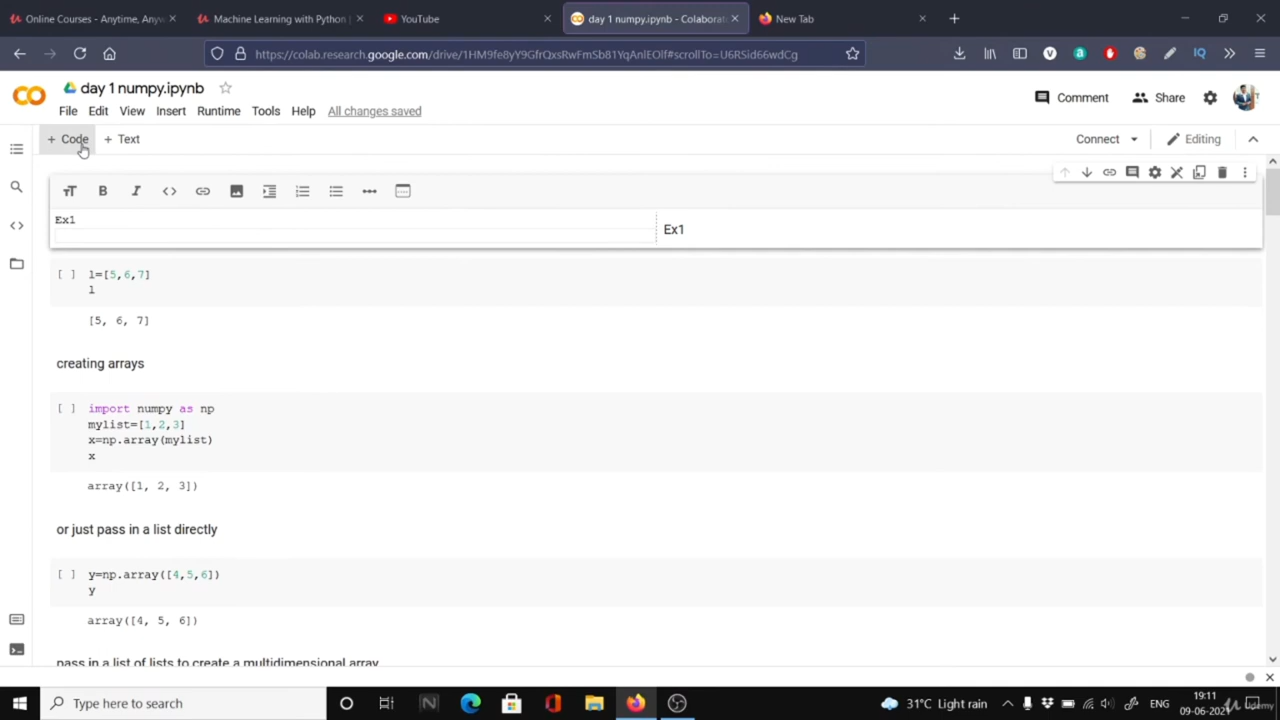 Online Courses - Anytime, Anyw
Machine Learning with Python |
YouTube
day 1 numpy.ipynb - Colaborat
New Tab
https://colab.research.google.com/drive/1HM9fe8yY9GfrQxsRwFmSb81YqAnlEOlf#scrollTo=U6RSid66wdCg
day 1 numpy.ipynb
File Edit View Insert Runtime Tools Help All changes saved
Comment Share
+ Code + Text
Connect Editing
Ex1
Ex1
[ ] l=[5,6,7]
l
[5, 6, 7]
creating arrays
[ ] import numpy as np
mylist=[1,2,3]
x=np.array(mylist)
x
array([1, 2, 3])
or just pass in a list directly
[ ] y=np.array([4,5,6])
y
array([4, 5, 6])
pass in a list of lists to create a multidimensional array
Type here to search
31°C Light rain
ENG
19:11
09-06-2021
Udemy